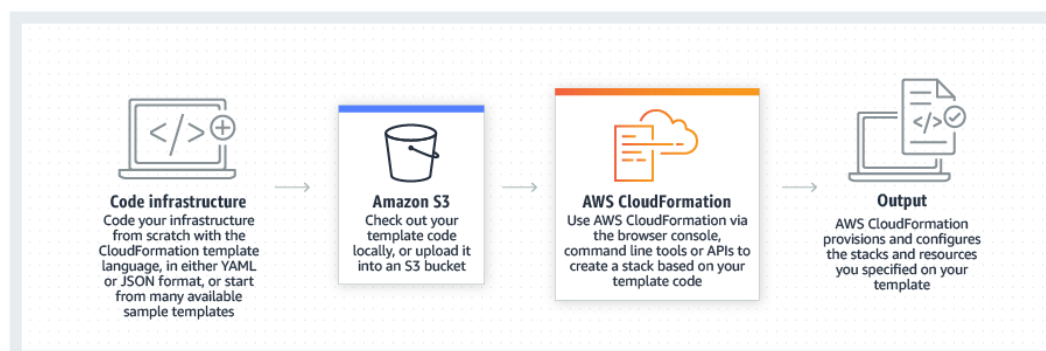 </>
Code infrastructure
Code your infrastructure
from scratch with the
CloudFormation template
language, in either YAML
or JSON format, or start
from many available
sample templates
Amazon S3
Check out your
template code
locally, or upload it
into an S3 bucket
AWS CloudFormation
Use AWS CloudFormation via
the browser console,
command line tools or APIs to
create a stack based on your
template code
</>
Output
AWS CloudFormation
provisions and configures
the stacks and resources
you specified on your
template